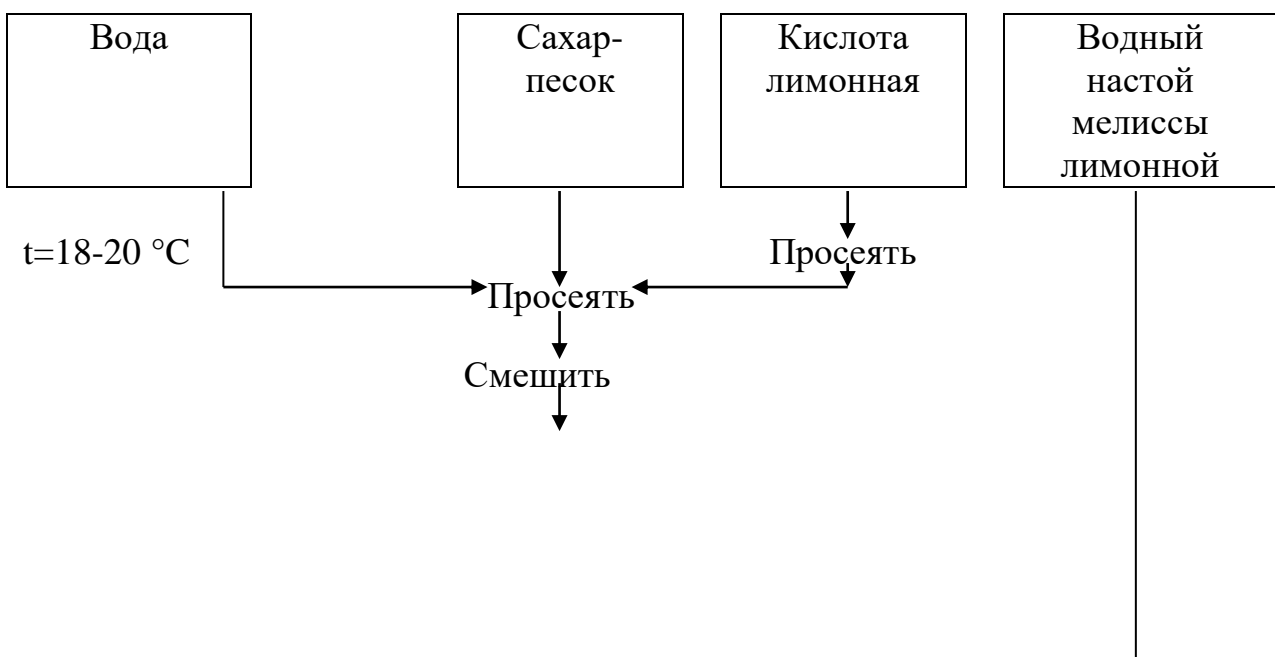 Вода
Сахар-
песок
Кислота
лимонная
Водный
настой
мелиссы
лимонной
t=18-20 °C
Просеять
Просеять
Смешить